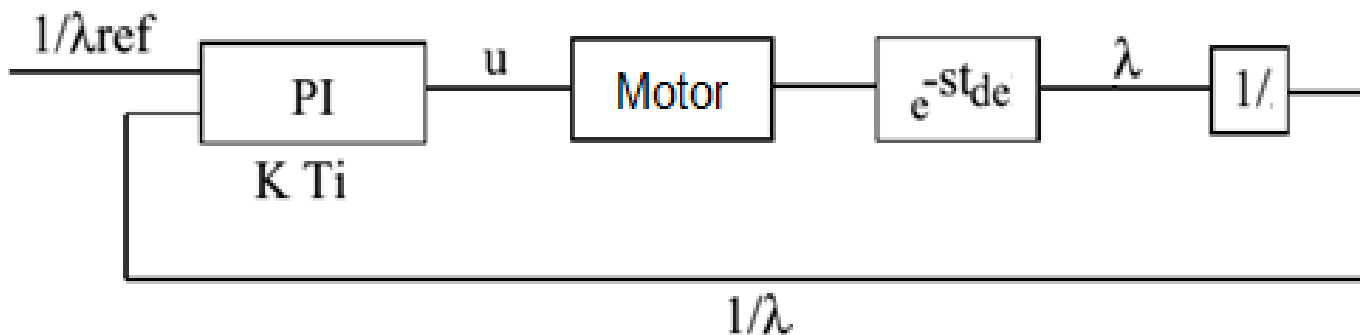 1/λref
u
λ
PI
Motor
e-stde
1/.
K Ti
1/λ